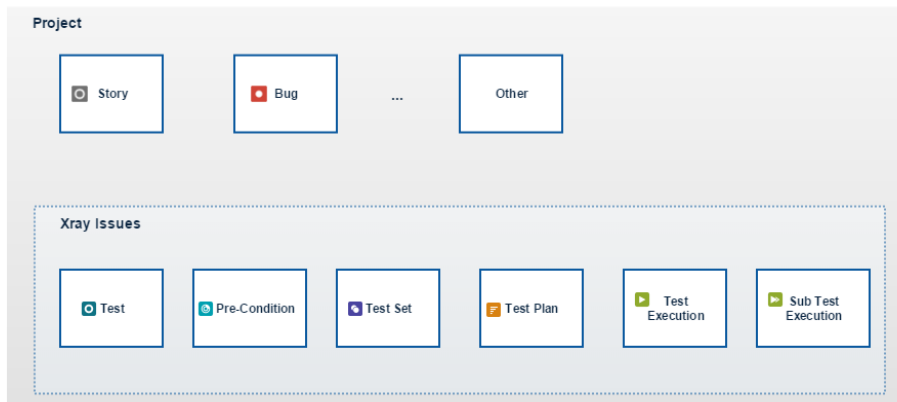 Project
Story
Bug
...
Other
Xray Issues
Test
Pre-Condition
Test Set
Test Plan
Test
Execution
Sub Test
Execution